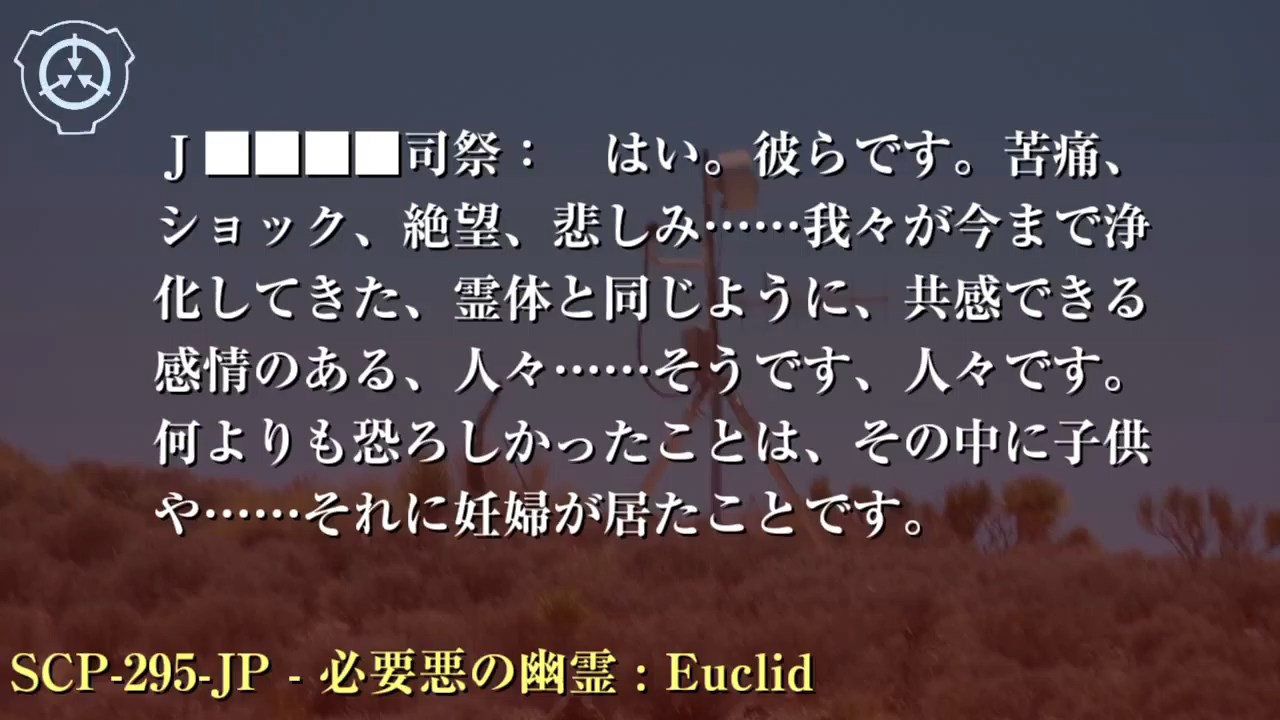 J ■■■■司祭：　はい。彼らです。苦痛、
ショック、絶望、悲しみ……我々が今まで浄
化してきた、霊体と同じように、共感できる
感情のある、人々……そうです、人々です。
何よりも恐ろしかったことは、その中に子供
や……それに妊婦が居たことです。
SCP-295-JP - 必要悪の幽霊：Euclid